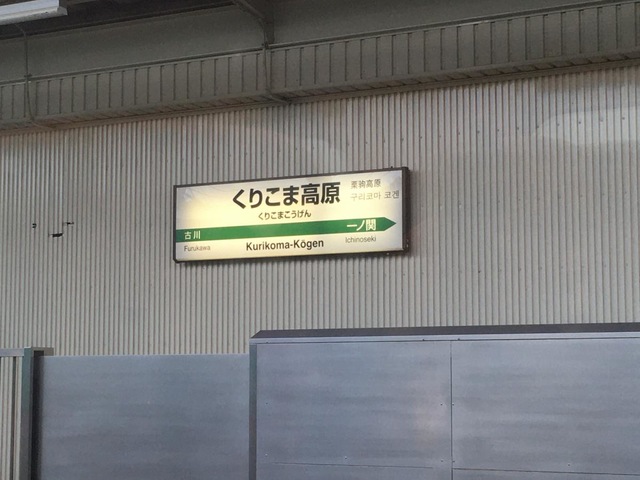 くりこま高原
栗駒高原
구리코마 코겐
くりこまこうげん
古川
一ノ関
Furukawa
Kurikoma-Kōgen
Ichinoseki